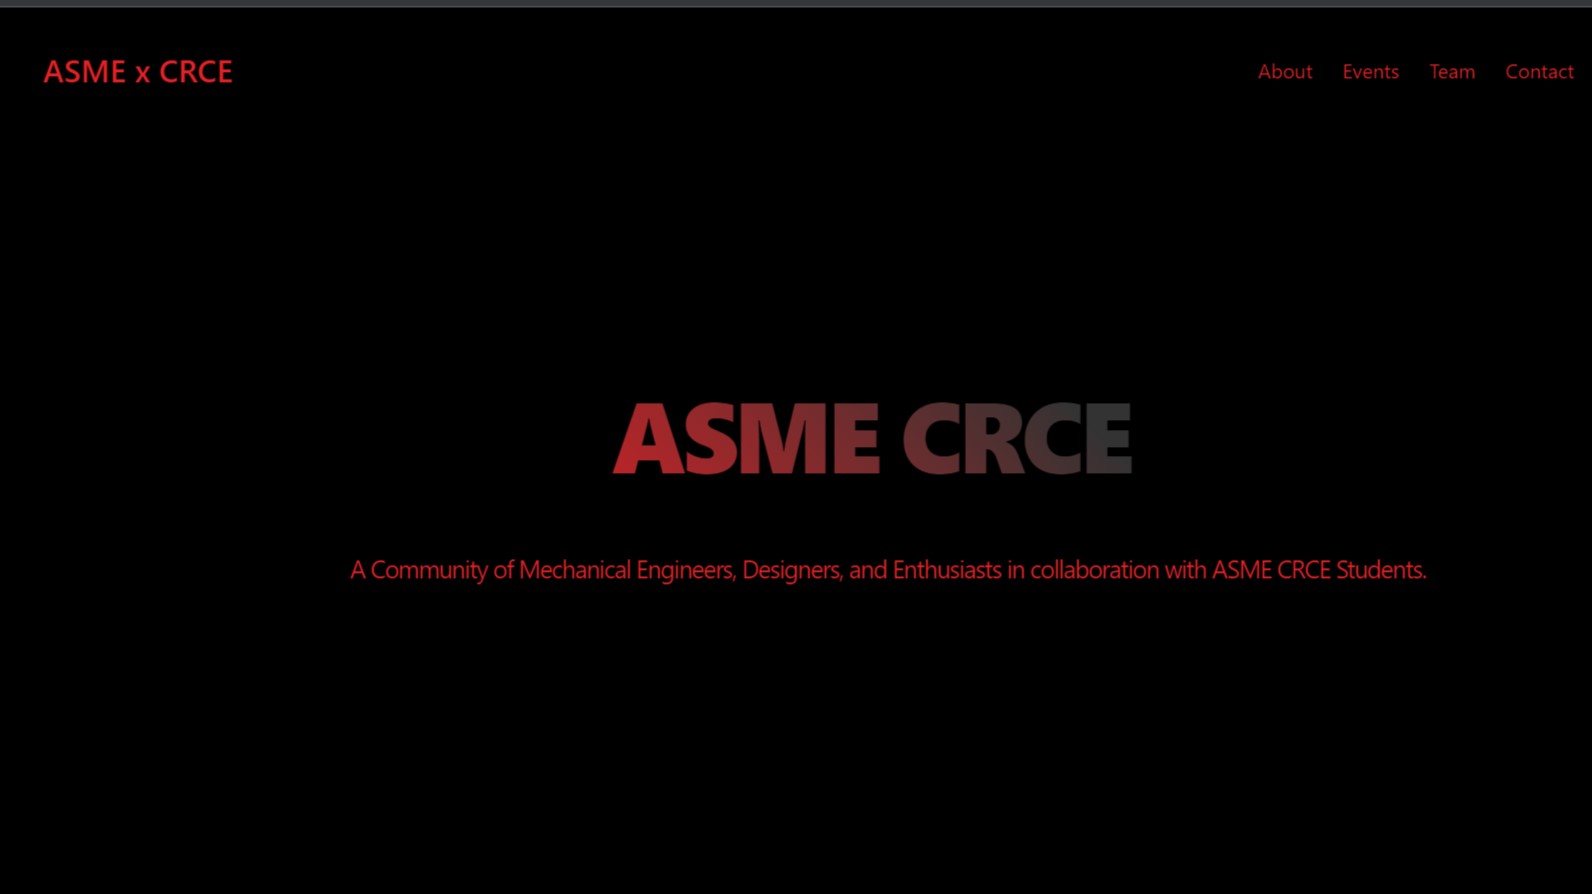 ASME x CRCE
About Events Team Contact
ASME CRCE
A Community of Mechanical Engineers, Designers, and Enthusiasts in collaboration with ASME CRCE Students.